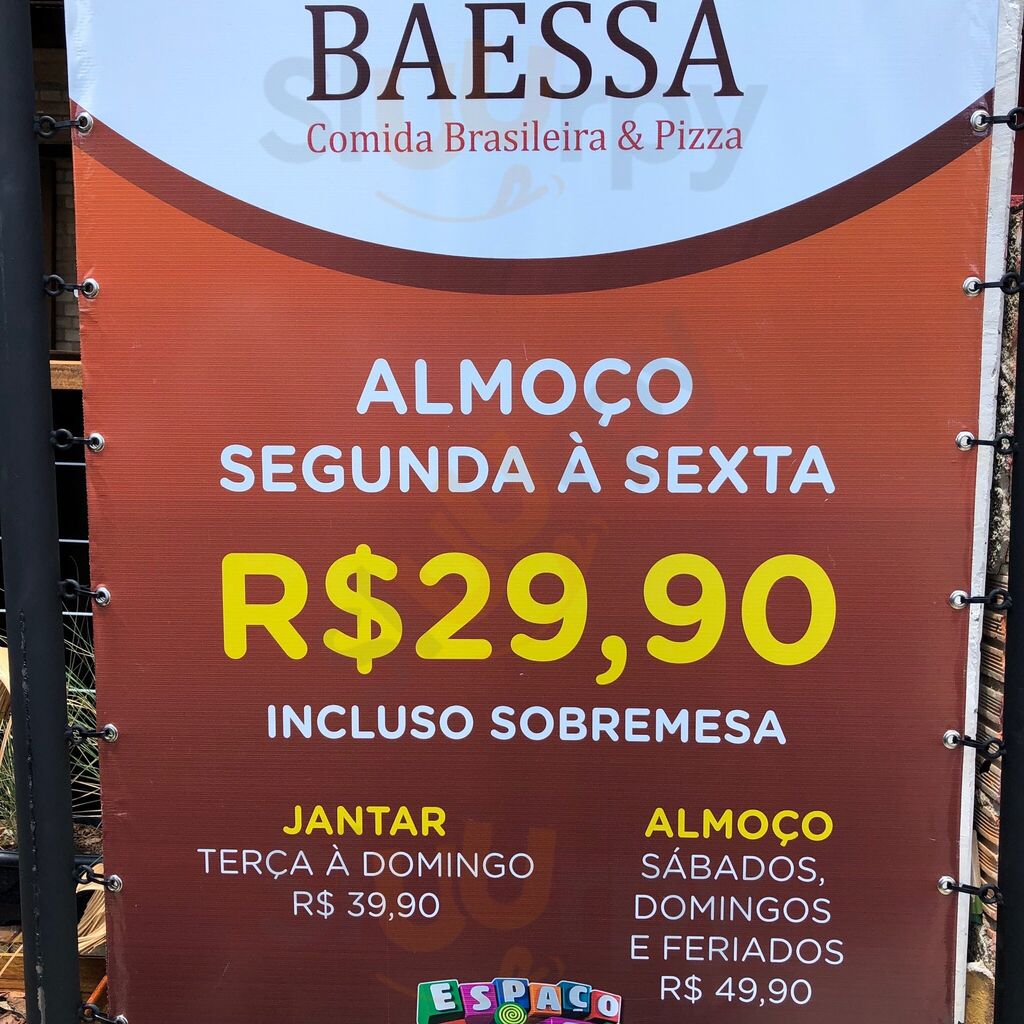 BAESSA
Comida Brasileira & Pizza
Slurpy
ALMOÇO
SEGUNDA À SEXTA
R$29,90
INCLUSO SOBREMESA
JANTAR
TERÇA À DOMINGO
R$ 39,90
ALMOÇO
SÁBADOS,
DOMINGOS
E FERIADOS
R$ 49,90
ESPAÇO